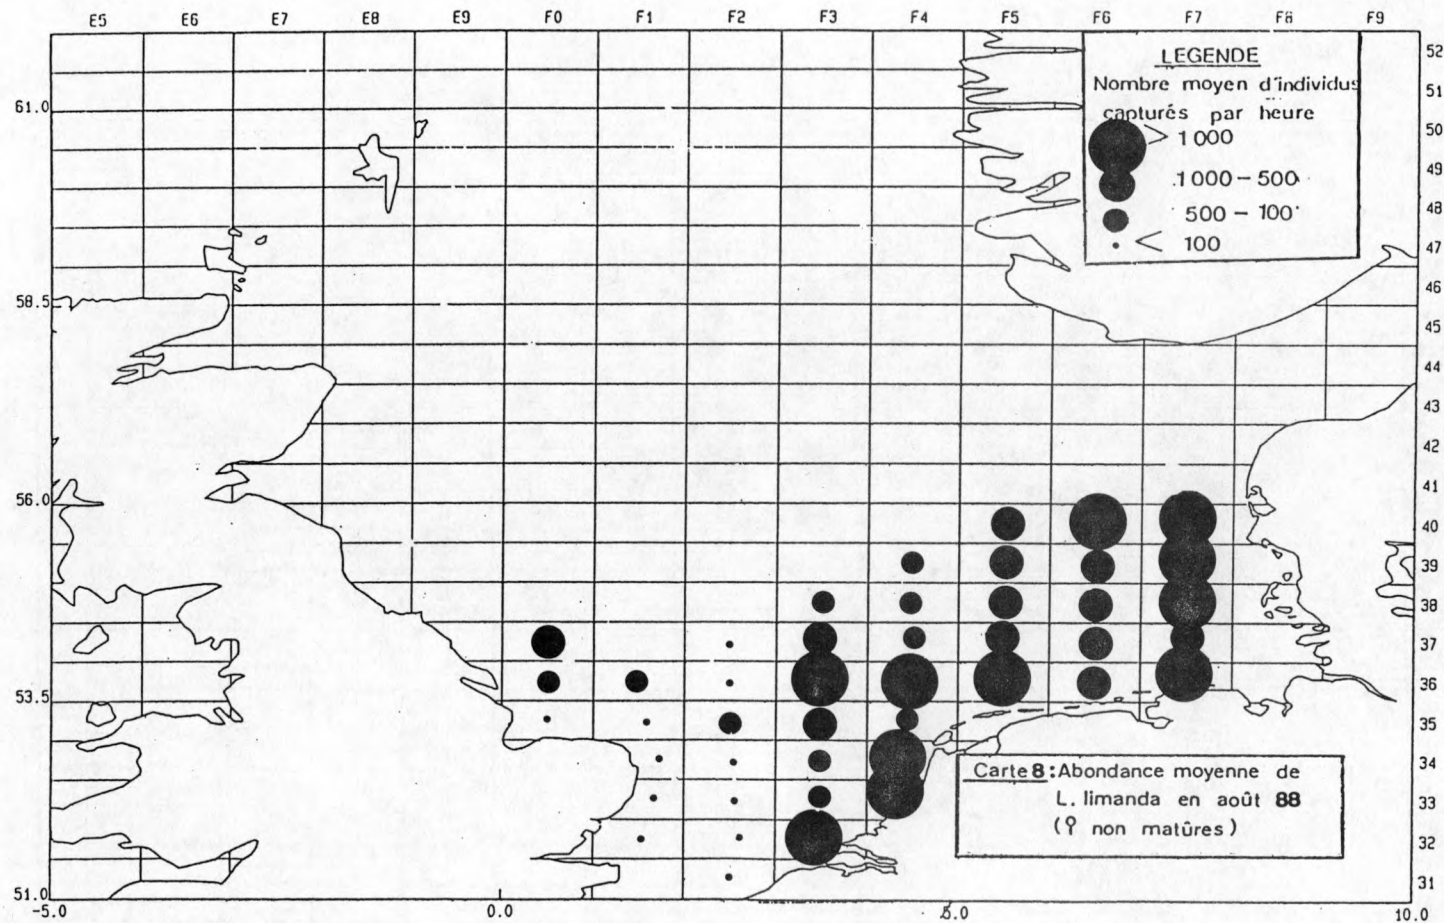 E5 E6 E7 E8 E9 F0 F1 F2 F3 F4 F5 F6 F7 F8 F9
LEGENDE
Nombre moyen d'individus
capturés par heure
> 1000
1000 - 500
500 - 100
< 100
52
51
50
49
48
47
46
45
44
43
42
41
40
39
38
37
36
35
34
33
32
31
61.0
58.5
56.0
53.5
51.0
Carte 8 : Abondance moyenne de
L. limanda en août 88
(♀ non matûres)
-5.0 0.0 5.0 10.0